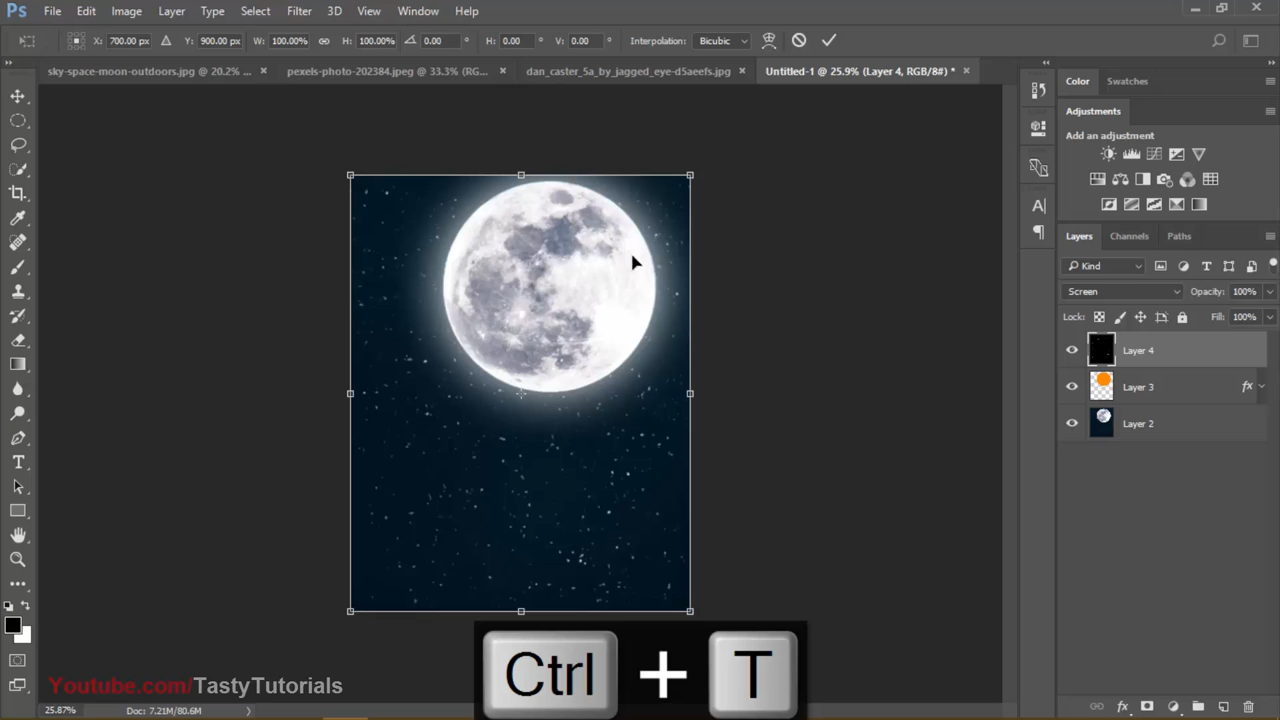 Ps File Edit Image Layer Type Select Filter 3D View Window Help
X: 700.00 px Y: 900.00 px W: 100.00% H: 100.00% 0.00 ° H: 0.00 ° V: 0.00 ° Interpolation: Bicubic
sky-space-moon-outdoors.jpg @ 20.2% ... × pexels-photo-202384.jpeg @ 33.3% (RG... × dan_caster_5a_by_jagged_eye-d5aeefs.jpg × Untitled-1 @ 25.9% (Layer 4, RGB/8#) * ×
Color Swatches
Adjustments
Add an adjustment
Layers Channels Paths
Kind
Screen Opacity: 100%
Lock: Fill: 100%
Layer 4
Layer 3 fx
Layer 2
Ctrl + T
Youtube.com/TastyTutorials
25.87% Doc: 7.21M/80.6M